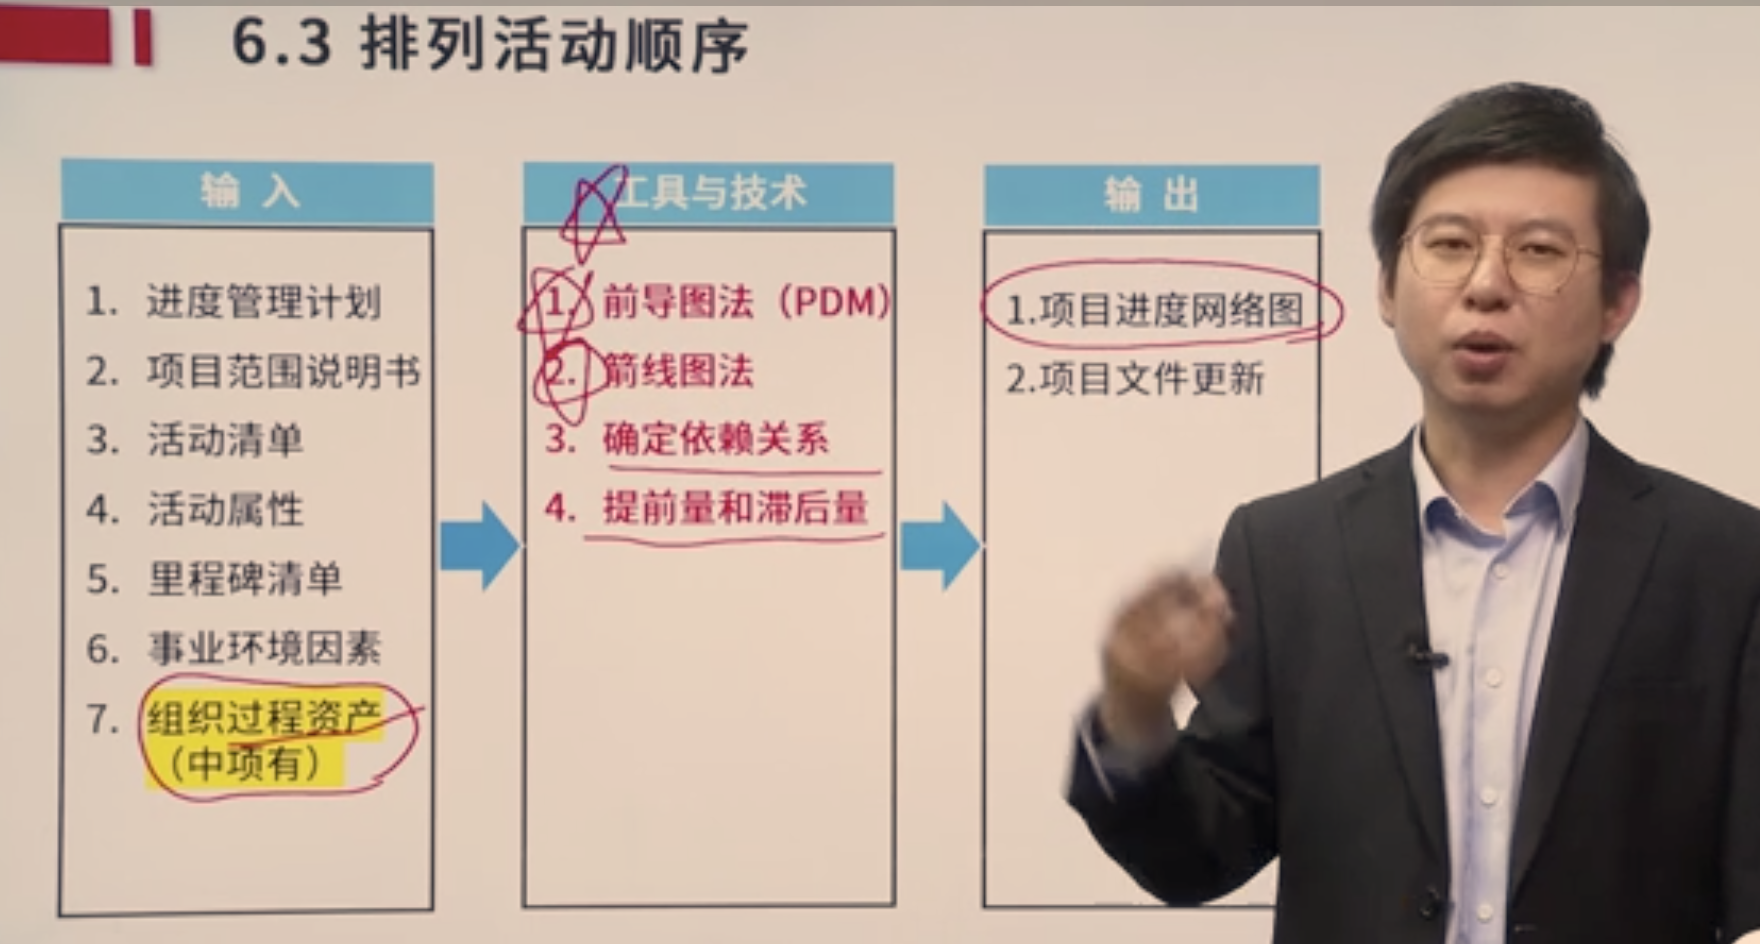 6.3 排列活动顺序
输 入
1. 进度管理计划
2. 项目范围说明书
3. 活动清单
4. 活动属性
5. 里程碑清单
6. 事业环境因素
7. 组织过程资产
（中项有）
工具与技术
1. 前导图法（PDM）
2. 箭线图法
3. 确定依赖关系
4. 提前量和滞后量
输 出
1.项目进度网络图
2.项目文件更新